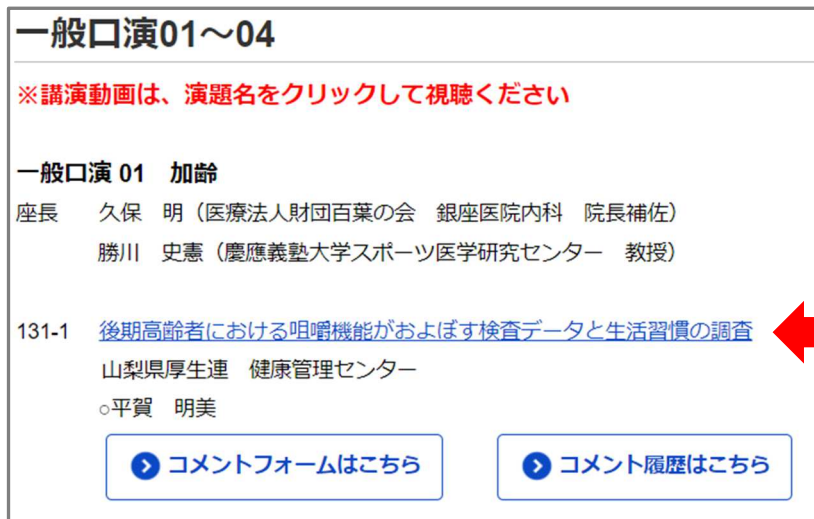 一般口演01～04
※講演動画は、演題名をクリックして視聴ください
一般口演 01　加齢
座長　久保　明（医療法人財団百葉の会　銀座医院内科　院長補佐）
勝川　史憲（慶應義塾大学スポーツ医学研究センター　教授）
131-1　後期高齢者における咀嚼機能がおよぼす検査データと生活習慣の調査
山梨県厚生連　健康管理センター
○平賀　明美
コメントフォームはこちら　コメント履歴はこちら